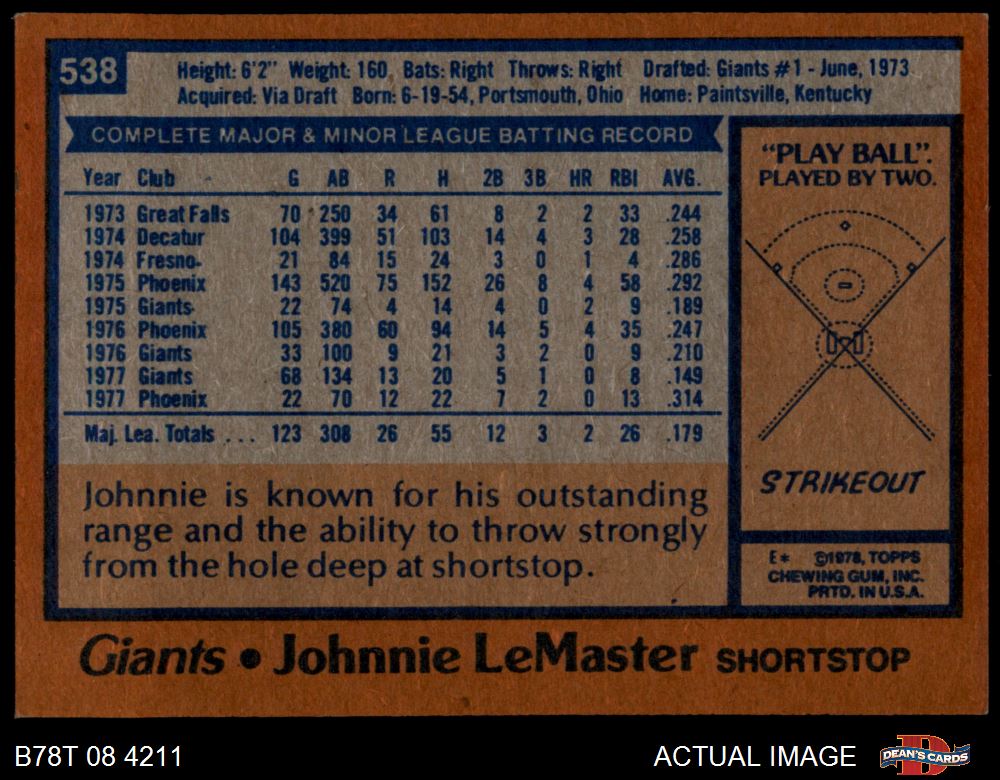 538
Height: 6'2" Weight: 160 Bats: Right Throws: Right Drafted: Giants #1 - June, 1973
Acquired: Via Draft Born: 6-19-54, Portsmouth, Ohio Home: Paintsville, Kentucky
COMPLETE MAJOR & MINOR LEAGUE BATTING RECORD
Year Club G AB R H 2B 3B HR RBI AVG.
1973 Great Falls 70 250 34 61 8 2 2 33 .244
1974 Decatur 104 399 51 103 14 4 3 28 .258
1974 Fresno 21 84 15 24 3 0 1 4 .286
1975 Phoenix 143 520 75 152 26 8 4 58 .292
1975 Giants 22 74 4 14 4 0 2 9 .189
1976 Phoenix 105 380 60 94 14 5 4 35 .247
1976 Giants 33 100 9 21 3 2 0 9 .210
1977 Giants 68 134 13 20 5 1 0 8 .149
1977 Phoenix 22 70 12 22 7 2 0 13 .314
Maj. Lea. Totals ... 123 308 26 55 12 3 2 26 .179
Johnnie is known for his outstanding
range and the ability to throw strongly
from the hole deep at shortstop.
"PLAY BALL".
PLAYED BY TWO.
STRIKEOUT
E* ©1978, TOPPS
CHEWING GUM, INC.
PRTD. IN U.S.A.
Giants • Johnnie LeMaster SHORTSTOP
B78T 08 4211
ACTUAL IMAGE
DEAN'S CARDS